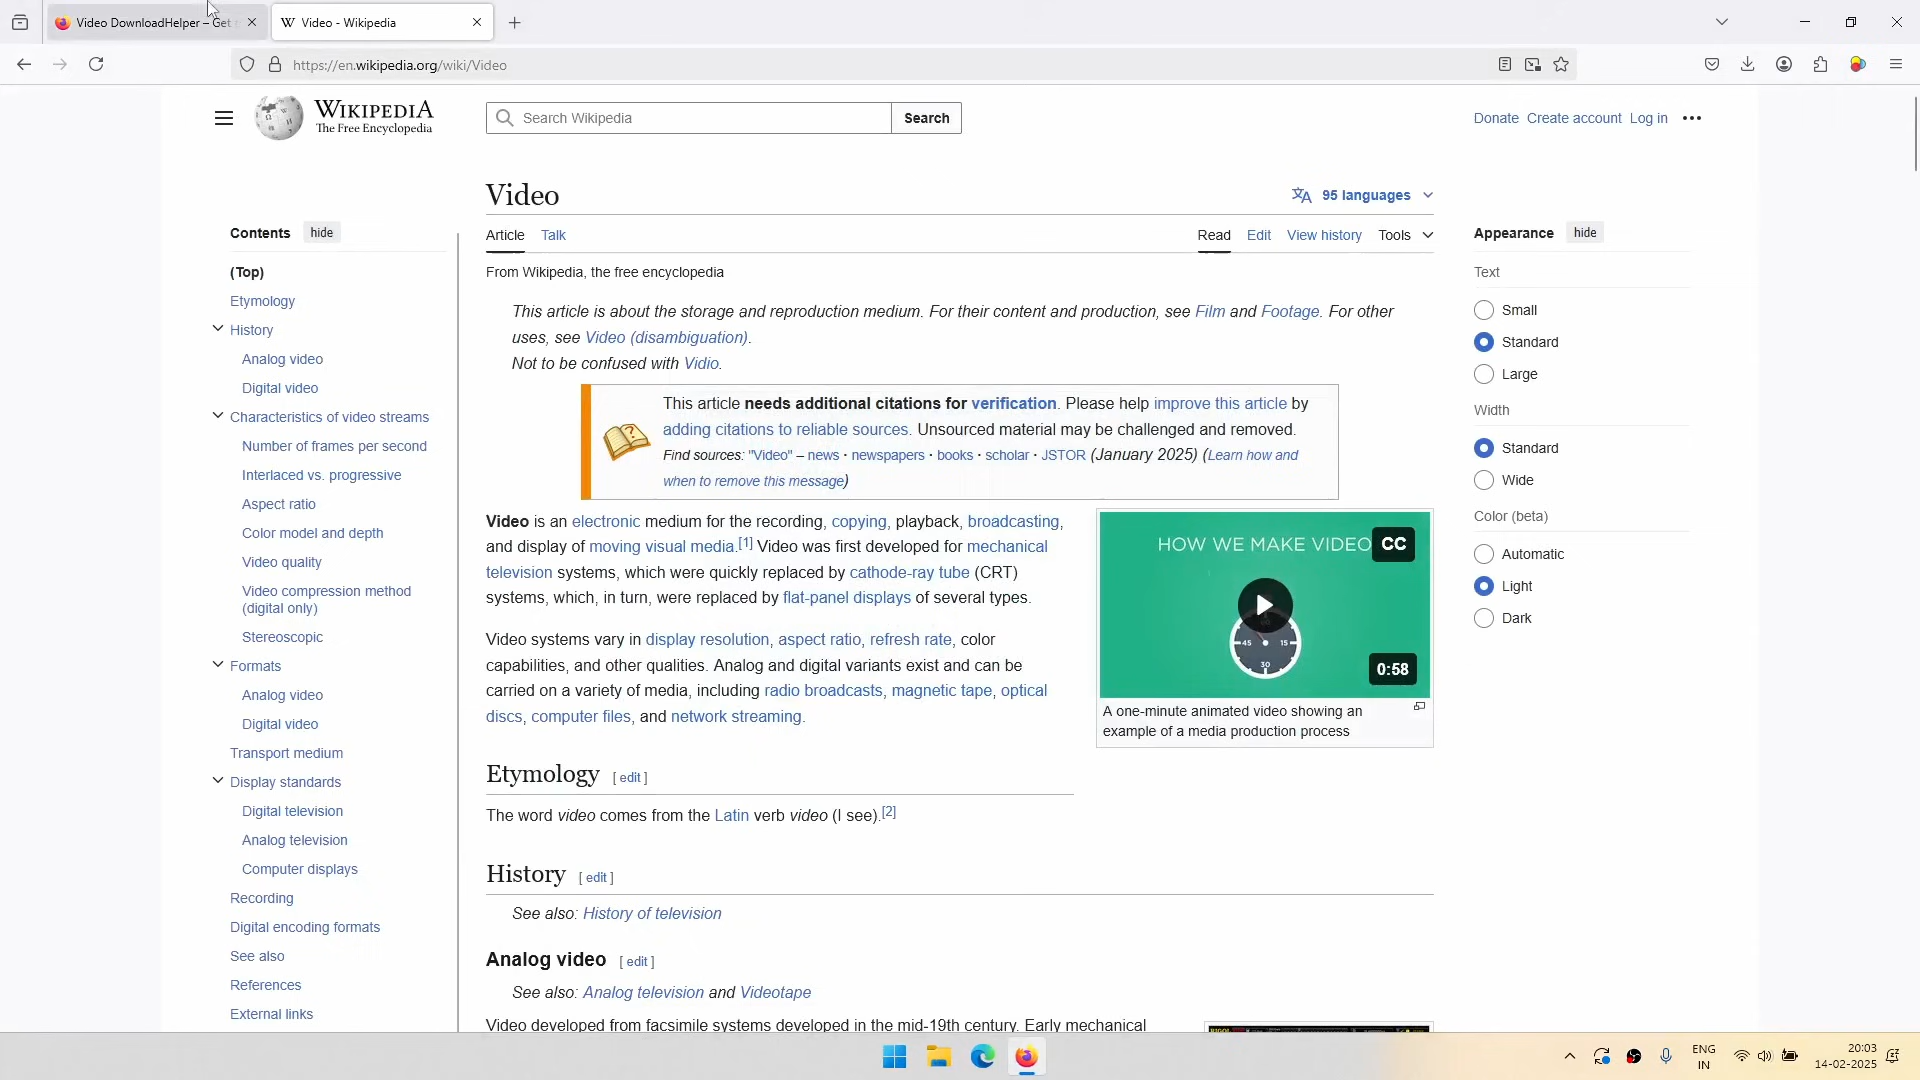 Video DownloadHelper – Get
Video - Wikipedia
https://en.wikipedia.org/wiki/Video
WIKIPEDIA
The Free Encyclopedia
Search Wikipedia
Search
Donate Create account Log in
Video
95 languages
Article Talk
Read Edit View history Tools
From Wikipedia, the free encyclopedia
This article is about the storage and reproduction medium. For their content and production, see Film and Footage. For other
uses, see Video (disambiguation).
Not to be confused with Vidio.
This article needs additional citations for verification. Please help improve this article by
adding citations to reliable sources. Unsourced material may be challenged and removed.
Find sources: "Video" – news · newspapers · books · scholar · JSTOR (January 2025) (Learn how and
when to remove this message)
Video is an electronic medium for the recording, copying, playback, broadcasting,
and display of moving visual media.[1] Video was first developed for mechanical
television systems, which were quickly replaced by cathode-ray tube (CRT)
systems, which, in turn, were replaced by flat-panel displays of several types.
Video systems vary in display resolution, aspect ratio, refresh rate, color
capabilities, and other qualities. Analog and digital variants exist and can be
carried on a variety of media, including radio broadcasts, magnetic tape, optical
discs, computer files, and network streaming.
HOW WE MAKE VIDEO
CC
45
15
30
0:58
A one-minute animated video showing an
example of a media production process
Etymology [ edit ]
The word video comes from the Latin verb video (I see).[2]
History [ edit ]
See also: History of television
Analog video [ edit ]
See also: Analog television and Videotape
Video developed from facsimile systems developed in the mid-19th century. Early mechanical
Contents hide
(Top)
Etymology
History
Analog video
Digital video
Characteristics of video streams
Number of frames per second
Interlaced vs. progressive
Aspect ratio
Color model and depth
Video quality
Video compression method
(digital only)
Stereoscopic
Formats
Analog video
Digital video
Transport medium
Display standards
Digital television
Analog television
Computer displays
Recording
Digital encoding formats
See also
References
External links
Appearance hide
Text
Small
Standard
Large
Width
Standard
Wide
Color (beta)
Automatic
Light
Dark
ENG
IN
20:03
14-02-2025